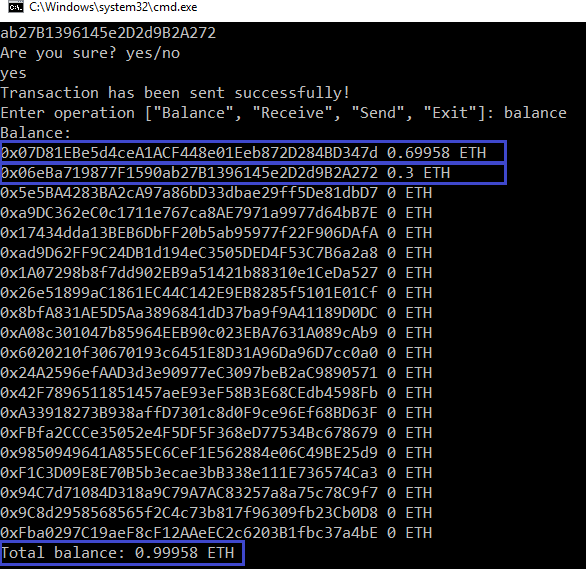 C:\Windows\system32\cmd.exe
ab27B1396145e2D2d9B2A272
Are you sure? yes/no
yes
Transaction has been sent successfully!
Enter operation ["Balance", "Receive", "Send", "Exit"]: balance
Balance:
0x07D81EBe5d4ceA1ACF448e01Eeb872D284BD347d 0.69958 ETH
0x06eBa719877F1590ab27B1396145e2D2d9B2A272 0.3 ETH
0x5e5BA4283BA2cA97a86bD33dbae29ff5De81dbD7 0 ETH
0xa9DC362eC0c1711e767ca8AE7971a9977d64bB7E 0 ETH
0x17434dda13BEB6DbFF20b5ab95977f22F906DAfA 0 ETH
0xad9D62FF9C24DB1d194eC3505DED4F53C7B6a2a8 0 ETH
0x1A07298b8f7dd902EB9a51421b88310e1CeDa527 0 ETH
0x26e51899aC1861EC44C142E9EB8285f5101E01Cf 0 ETH
0x8bfA831AE5D5Aa3896841dD37ba9f9A41189D0DC 0 ETH
0xA08c301047b85964EEB90c023EBA7631A089cAb9 0 ETH
0x6020210f30670193c6451E8D31A96Da96D7cc0a0 0 ETH
0x24A2596efAAD3d3e90977eC3097beB2aC9890571 0 ETH
0x42F7896511851457aeE93eF58B3E68CEdb4598Fb 0 ETH
0xA33918273B938affD7301c8d0F9ce96Ef68BD63F 0 ETH
0xFBfa2CCCe35052e4F5DF5F368eD77534Bc678679 0 ETH
0x9850949641A855EC6CeF1E562884e06C49BE25d9 0 ETH
0xF1C3D09E8E70B5b3ecae3bB338e111E736574Ca3 0 ETH
0x94C7d71084D318a9C79A7AC83257a8a75c78C9f7 0 ETH
0x9C8d2958568565f2C4c73b817f96309fb23Cb0D8 0 ETH
0xFba0297C19aeF8cF12AAeEC2c6203B1fbc37a4bE 0 ETH
Total balance: 0.99958 ETH